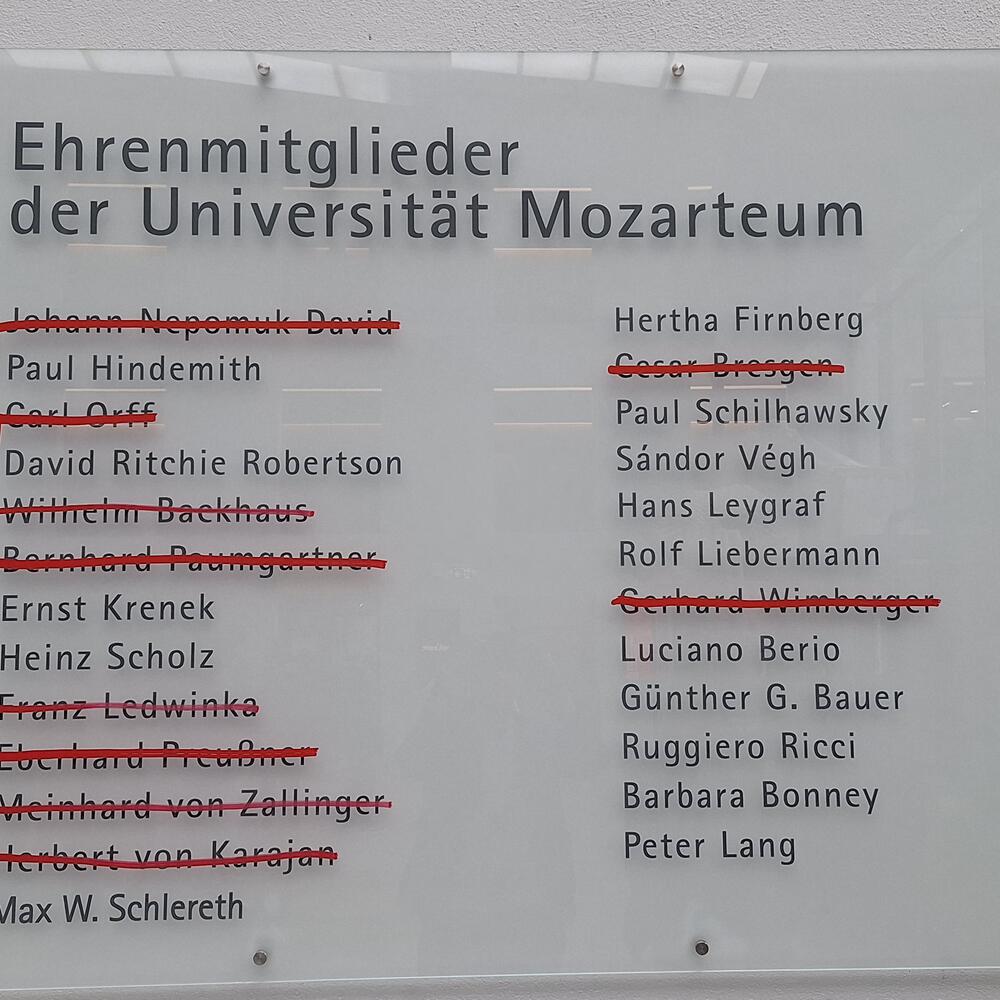 Ehrenmitglieder
der Universität Mozarteum
Johann Nepomuk David
Paul Hindemith
Carl Orff
David Ritchie Robertson
Wilhelm Backhaus
Bernhard Paumgartner
Ernst Krenek
Heinz Scholz
Franz Ledwinka
Eberhard Preußner
Meinhard von Zallinger
Herbert von Karajan
Max W. Schlereth
Hertha Firnberg
Cesar Bresgen
Paul Schilhawsky
Sándor Végh
Hans Leygraf
Rolf Liebermann
Gerhard Wimberger
Luciano Berio
Günther G. Bauer
Ruggiero Ricci
Barbara Bonney
Peter Lang